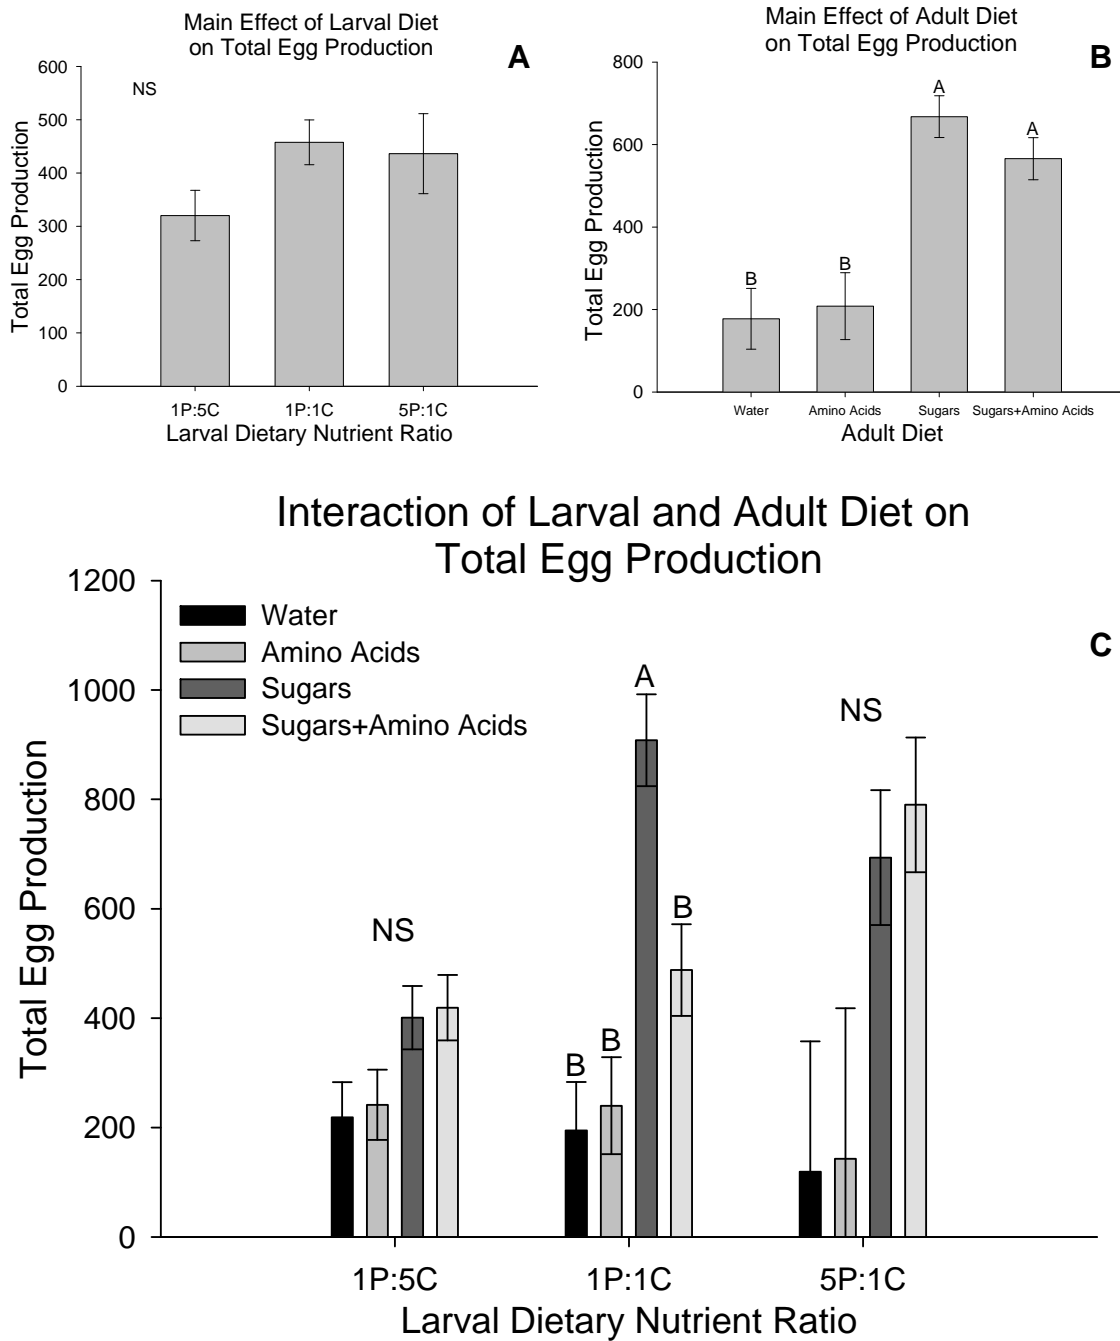 Main Effect of Larval Diet
on Total Egg Production
A
NS
600
500
400
300
200
100
0
Total Egg Production
1P:5C 1P:1C 5P:1C
Larval Dietary Nutrient Ratio
Main Effect of Adult Diet
on Total Egg Production
B
800
600
400
200
0
Total Egg Production
B B A A
Water Amino Acids Sugars Sugars+Amino Acids
Adult Diet
Interaction of Larval and Adult Diet on
Total Egg Production
C
1200
1000
800
600
400
200
0
Total Egg Production
Water
Amino Acids
Sugars
Sugars+Amino Acids
NS
B B A B
NS
1P:5C 1P:1C 5P:1C
Larval Dietary Nutrient Ratio